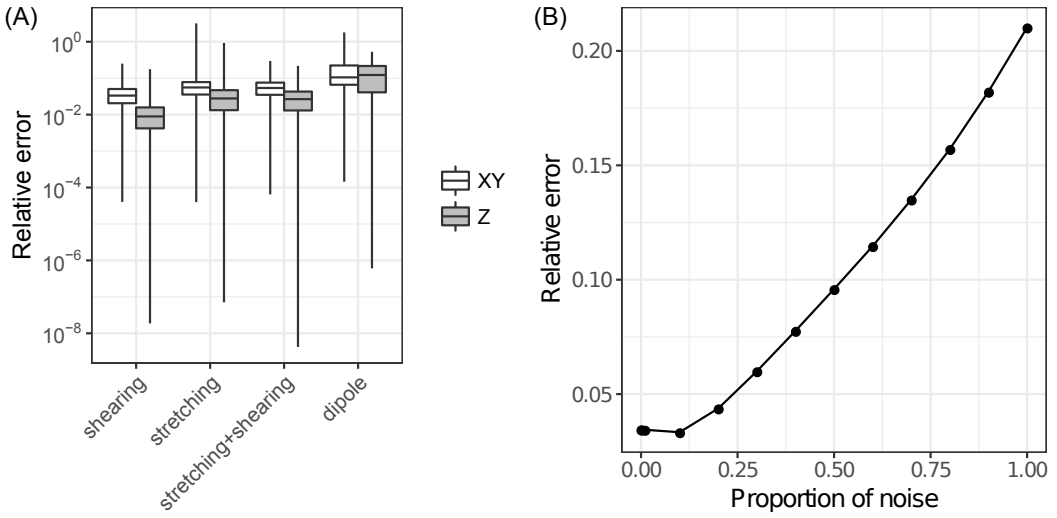 (A)
Relative error
10⁰
10⁻²
10⁻⁴
10⁻⁶
10⁻⁸
shearing
stretching
stretching+shearing
dipole
XY
Z
(B)
Relative error
0.20
0.15
0.10
0.05
0.00 0.25 0.50 0.75 1.00
Proportion of noise